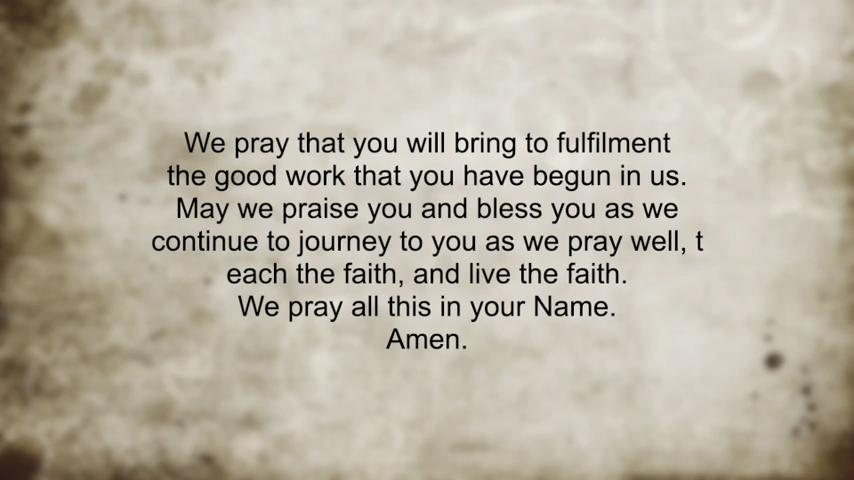 We pray that you will bring to fulfilment
the good work that you have begun in us.
May we praise you and bless you as we
continue to journey to you as we pray well, t
each the faith, and live the faith.
We pray all this in your Name.
Amen.